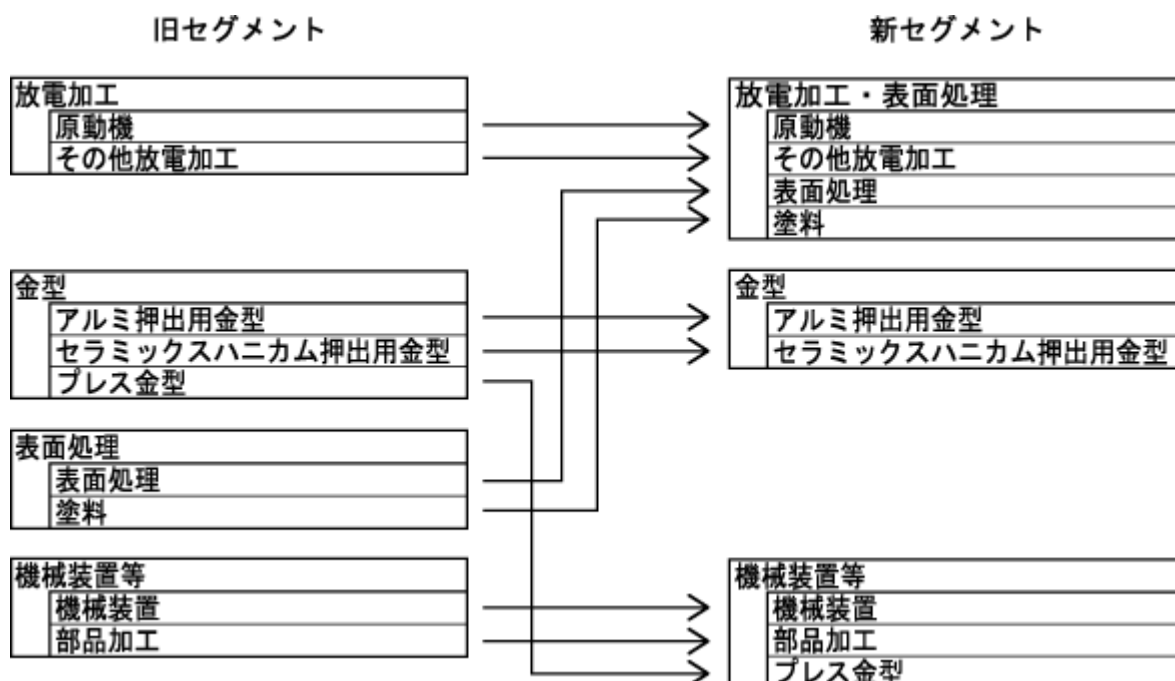 旧セグメント
放電加工
原動機
その他放電加工
金型
アルミ押出用金型
セラミックスハニカム押出用金型
プレス金型
表面処理
表面処理
塗料
機械装置等
機械装置
部品加工
新セグメント
放電加工・表面処理
原動機
その他放電加工
表面処理
塗料
金型
アルミ押出用金型
セラミックスハニカム押出用金型
機械装置等
機械装置
部品加工
プレス金型